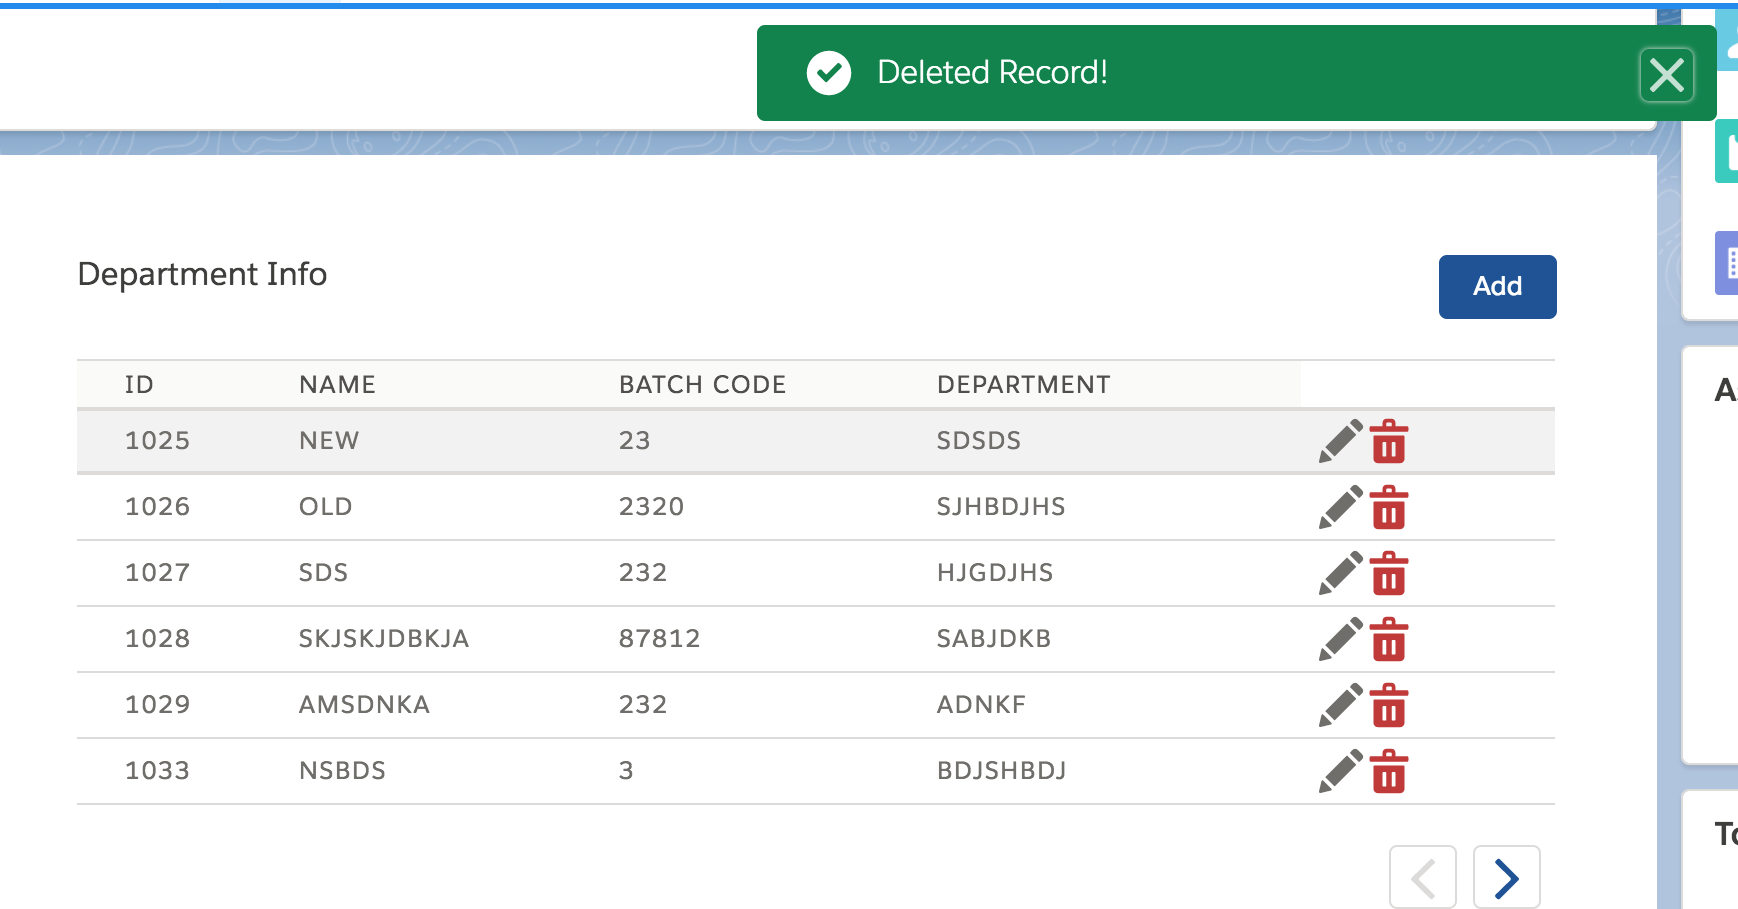 Deleted Record!
Department Info
Add
ID NAME BATCH CODE DEPARTMENT
1025 NEW 23 SDSDS
1026 OLD 2320 SJHBDJHS
1027 SDS 232 HJGDJHS
1028 SKJSKJDBKJA 87812 SABJDKB
1029 AMSDNKA 232 ADNKF
1033 NSBDS 3 BDJSHBDJ